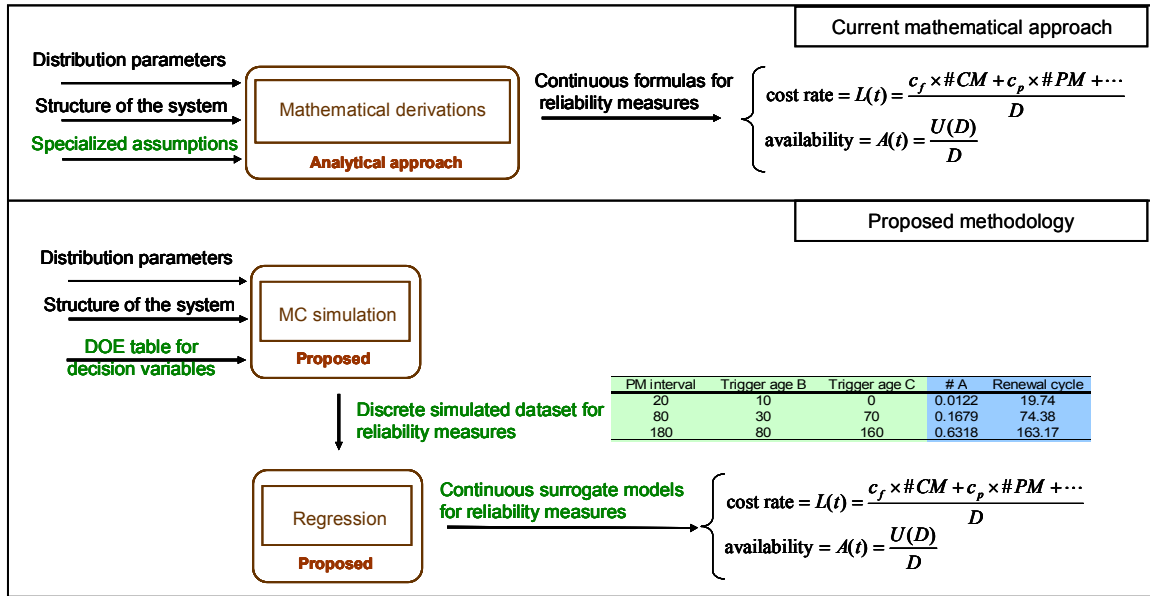 Current mathematical approach
Distribution parameters
Structure of the system
Specialized assumptions
Mathematical derivations
Analytical approach
Continuous formulas for
reliability measures
cost rate = L(t) = \frac{c_f × #CM + c_p × #PM + ⋯}{D}
availability = A(t) = \frac{U(D)}{D}
Proposed methodology
Distribution parameters
Structure of the system
DOE table for
decision variables
MC simulation
Proposed
Discrete simulated dataset for
reliability measures
PM interval Trigger age B Trigger age C # A Renewal cycle
20 10 0 0.0122 19.74
80 30 70 0.1679 74.38
180 80 160 0.6318 163.17
Regression
Proposed
Continuous surrogate models
for reliability measures
cost rate = L(t) = \frac{c_f × #CM + c_p × #PM + ⋯}{D}
availability = A(t) = \frac{U(D)}{D}